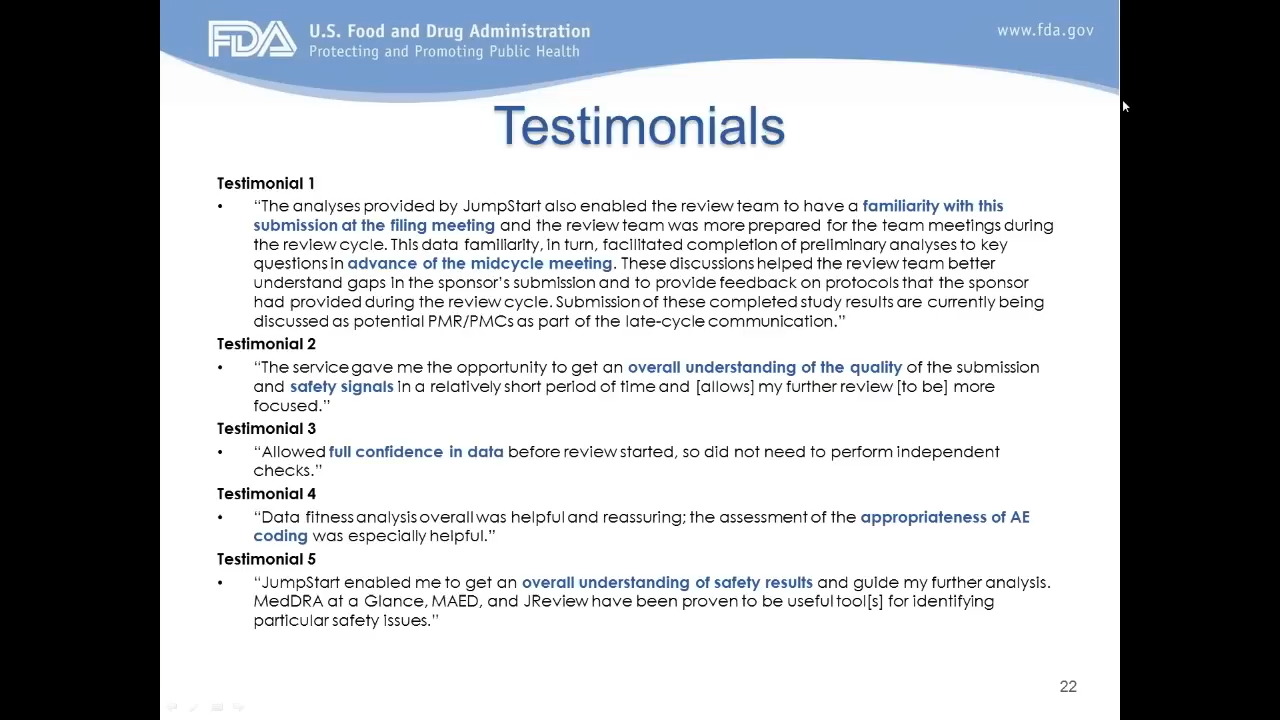 FDA U.S. Food and Drug Administration
Protecting and Promoting Public Health
www.fda.gov
Testimonials
Testimonial 1
• “The analyses provided by JumpStart also enabled the review team to have a familiarity with this
submission at the filing meeting and the review team was more prepared for the team meetings during
the review cycle. This data familiarity, in turn, facilitated completion of preliminary analyses to key
questions in advance of the midcycle meeting. These discussions helped the review team better
understand gaps in the sponsor’s submission and to provide feedback on protocols that the sponsor
had provided during the review cycle. Submission of these completed study results are currently being
discussed as potential PMR/PMCs as part of the late-cycle communication.”
Testimonial 2
• “The service gave me the opportunity to get an overall understanding of the quality of the submission
and safety signals in a relatively short period of time and [allows] my further review [to be] more
focused.”
Testimonial 3
• “Allowed full confidence in data before review started, so did not need to perform independent
checks.”
Testimonial 4
• “Data fitness analysis overall was helpful and reassuring; the assessment of the appropriateness of AE
coding was especially helpful.”
Testimonial 5
• “JumpStart enabled me to get an overall understanding of safety results and guide my further analysis.
MedDRA at a Glance, MAED, and JReview have been proven to be useful tool[s] for identifying
particular safety issues.”
22